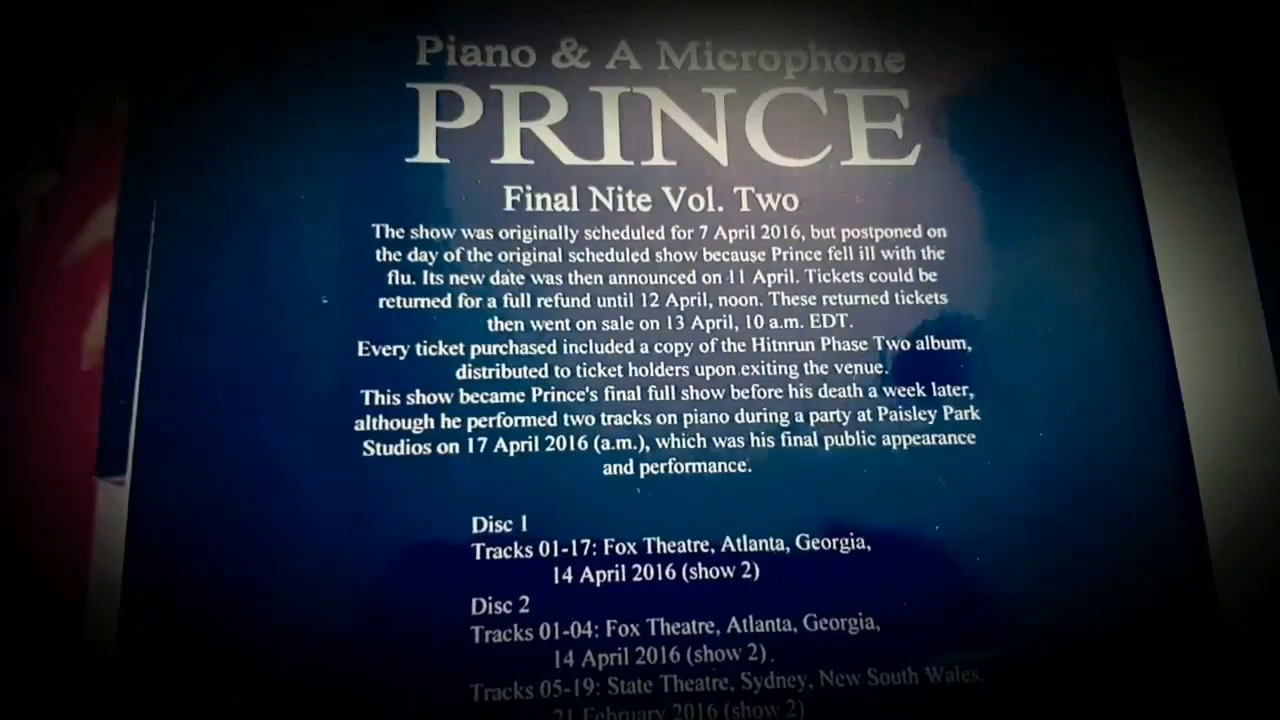 Piano & A Microphone
PRINCE
Final Nite Vol. Two
The show was originally scheduled for 7 April 2016, but postponed on
the day of the original scheduled show because Prince fell ill with the
flu. Its new date was then announced on 11 April. Tickets could be
returned for a full refund until 12 April, noon. These returned tickets
then went on sale on 13 April, 10 a.m. EDT.
Every ticket purchased included a copy of the Hitnrun Phase Two album,
distributed to ticket holders upon exiting the venue.
This show became Prince's final full show before his death a week later,
although he performed two tracks on piano during a party at Paisley Park
Studios on 17 April 2016 (a.m.), which was his final public appearance
and performance.
Disc 1
Tracks 01-17: Fox Theatre, Atlanta, Georgia,
14 April 2016 (show 2)
Disc 2
Tracks 01-04: Fox Theatre, Atlanta, Georgia,
14 April 2016 (show 2).
Tracks 05-19: State Theatre, Sydney, New South Wales,
21 February 2016 (show 2)